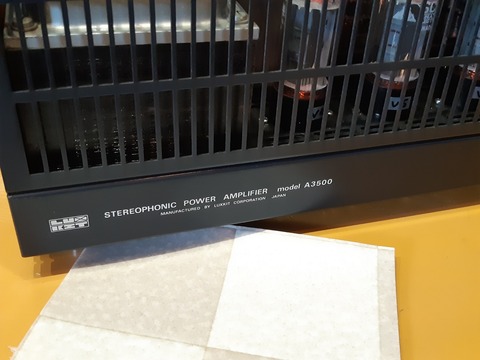 LUX
KIT
STEREOPHONIC POWER AMPLIFIER model A3500
MANUFACTURED BY LUXKIT CORPORATION JAPAN